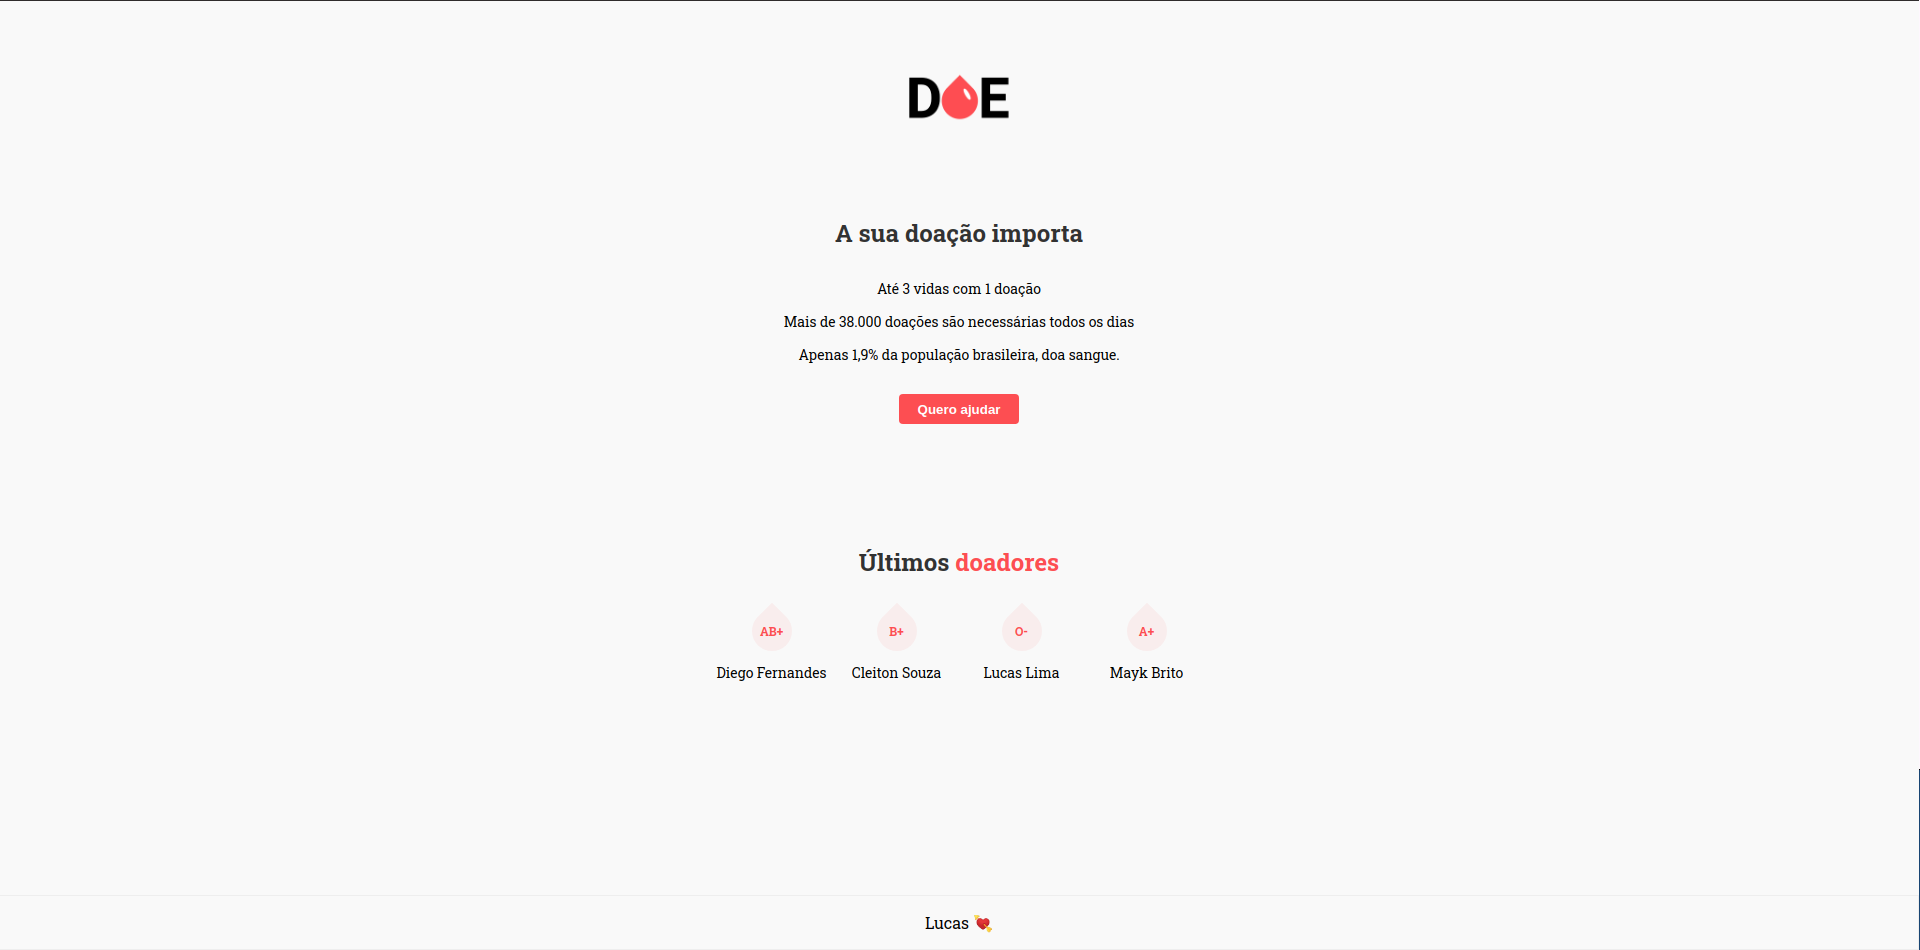 DOE
A sua doação importa
Até 3 vidas com 1 doação
Mais de 38.000 doações são necessárias todos os dias
Apenas 1,9% da população brasileira, doa sangue.
Quero ajudar
Últimos doadores
AB+ B+ O- A+
Diego Fernandes Cleiton Souza Lucas Lima Mayk Brito
Lucas 💘